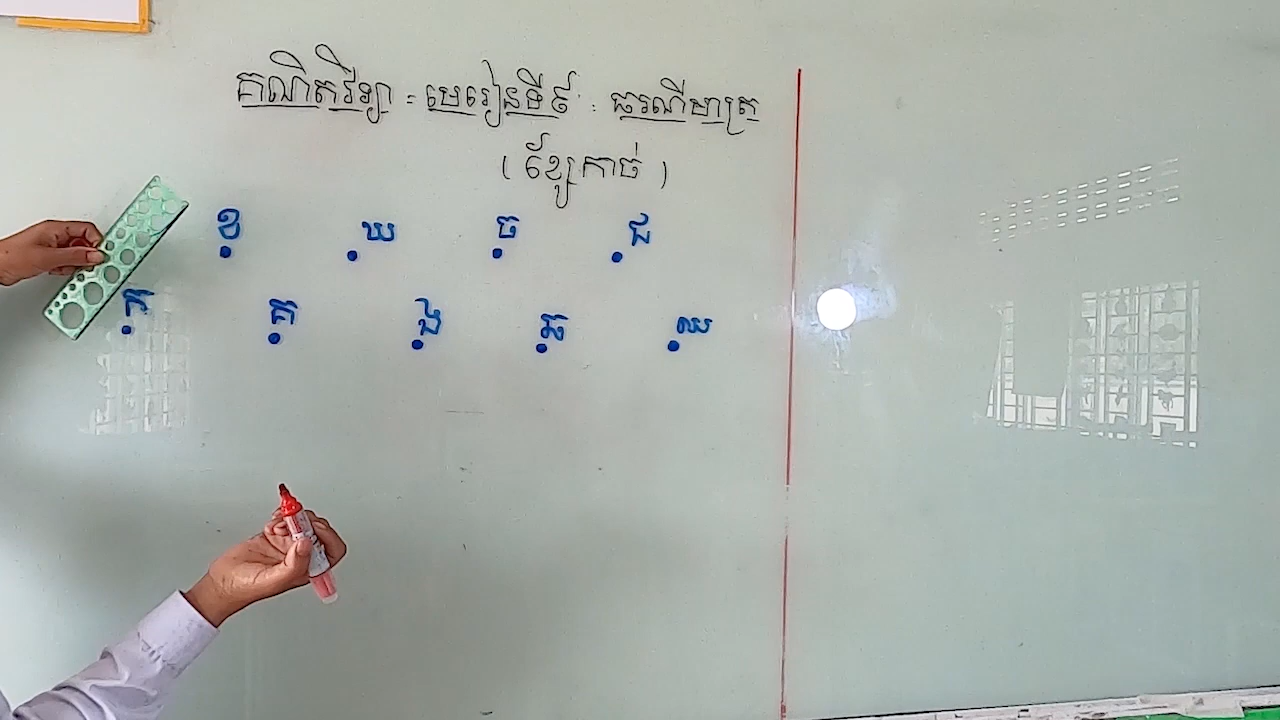 គណិតវិទ្យា : មេរៀនទី៩ : ធរណីមាត្រ
( ខ្សែកាច់ )
ខ ឃ ច ជ
ក គ ង ឆ ឈ